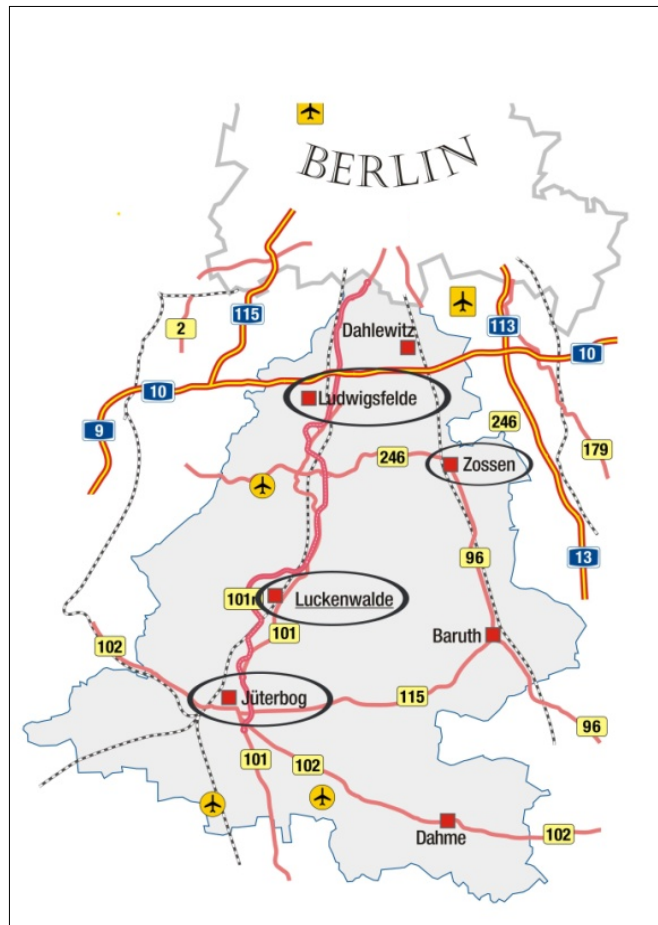 BERLIN
115
2
Dahlewitz
113
10
10
9
Ludwigsfelde
246
179
246
Zossen
96
13
101n
Luckenwalde
101
102
Baruth
Jüterbog
115
96
101
102
Dahme
102